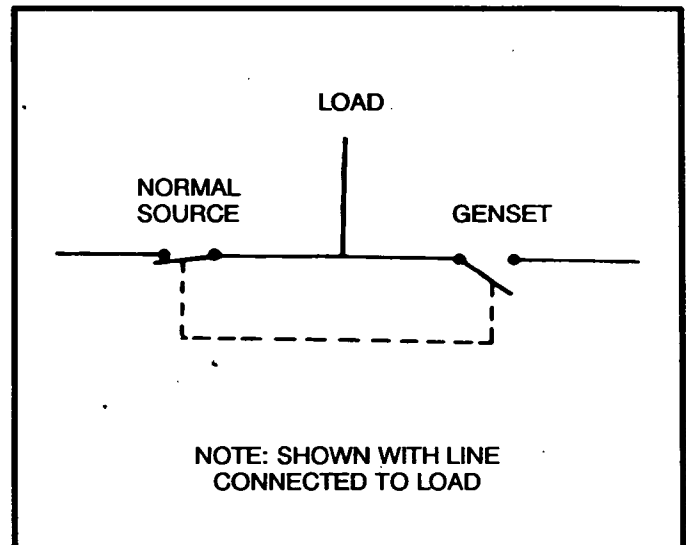 LOAD
NORMAL
SOURCE
GENSET
NOTE: SHOWN WITH LINE
CONNECTED TO LOAD